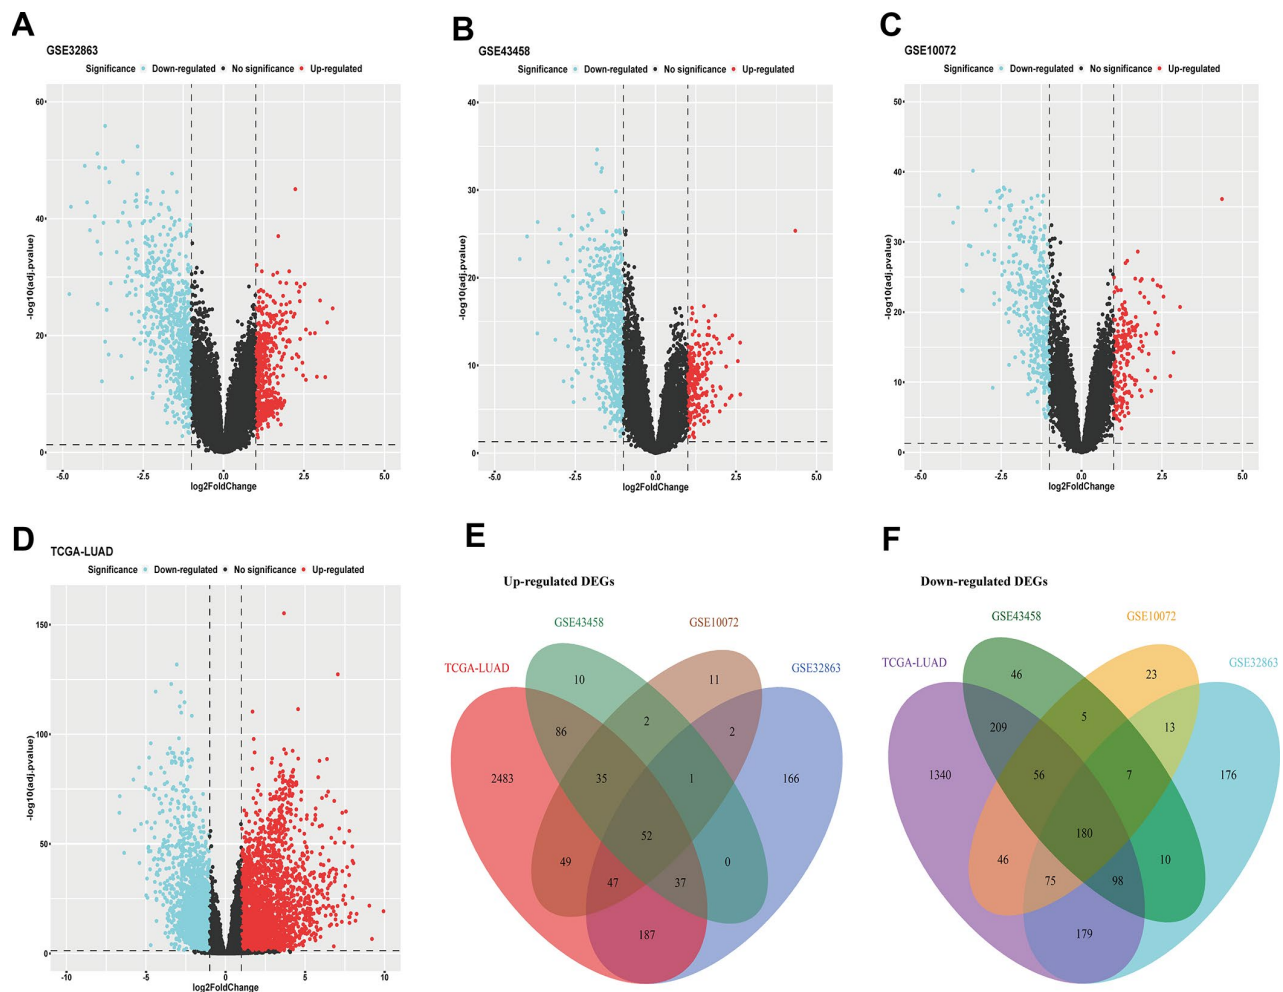 A
GSE32863
Significance Down-regulated No significance Up-regulated
60
40
20
0
-log10(adj.pvalue)
-5.0 -2.5 0.0 2.5 5.0
log2FoldChange
B
GSE43458
Significance Down-regulated No significance Up-regulated
40
30
20
10
0
-log10(adj.pvalue)
-5.0 -2.5 0.0 2.5 5.0
log2FoldChange
C
GSE10072
Significance Down-regulated No significance Up-regulated
50
40
30
20
10
0
-log10(adj.pvalue)
-5.0 -2.5 0.0 2.5 5.0
log2FoldChange
D
TCGA-LUAD
Significance Down-regulated No significance Up-regulated
150
100
50
0
-log10(adj.pvalue)
-10 -5 0 5 10
log2FoldChange
E
Up-regulated DEGs
GSE43458 GSE10072
TCGA-LUAD GSE32863
10 11
86 2 2
2483 35 1 166
52
49 47 37 0
187
F
Down-regulated DEGs
GSE43458 GSE10072
TCGA-LUAD GSE32863
46 23
209 5 13
1340 56 7 176
180
46 75 98 10
179